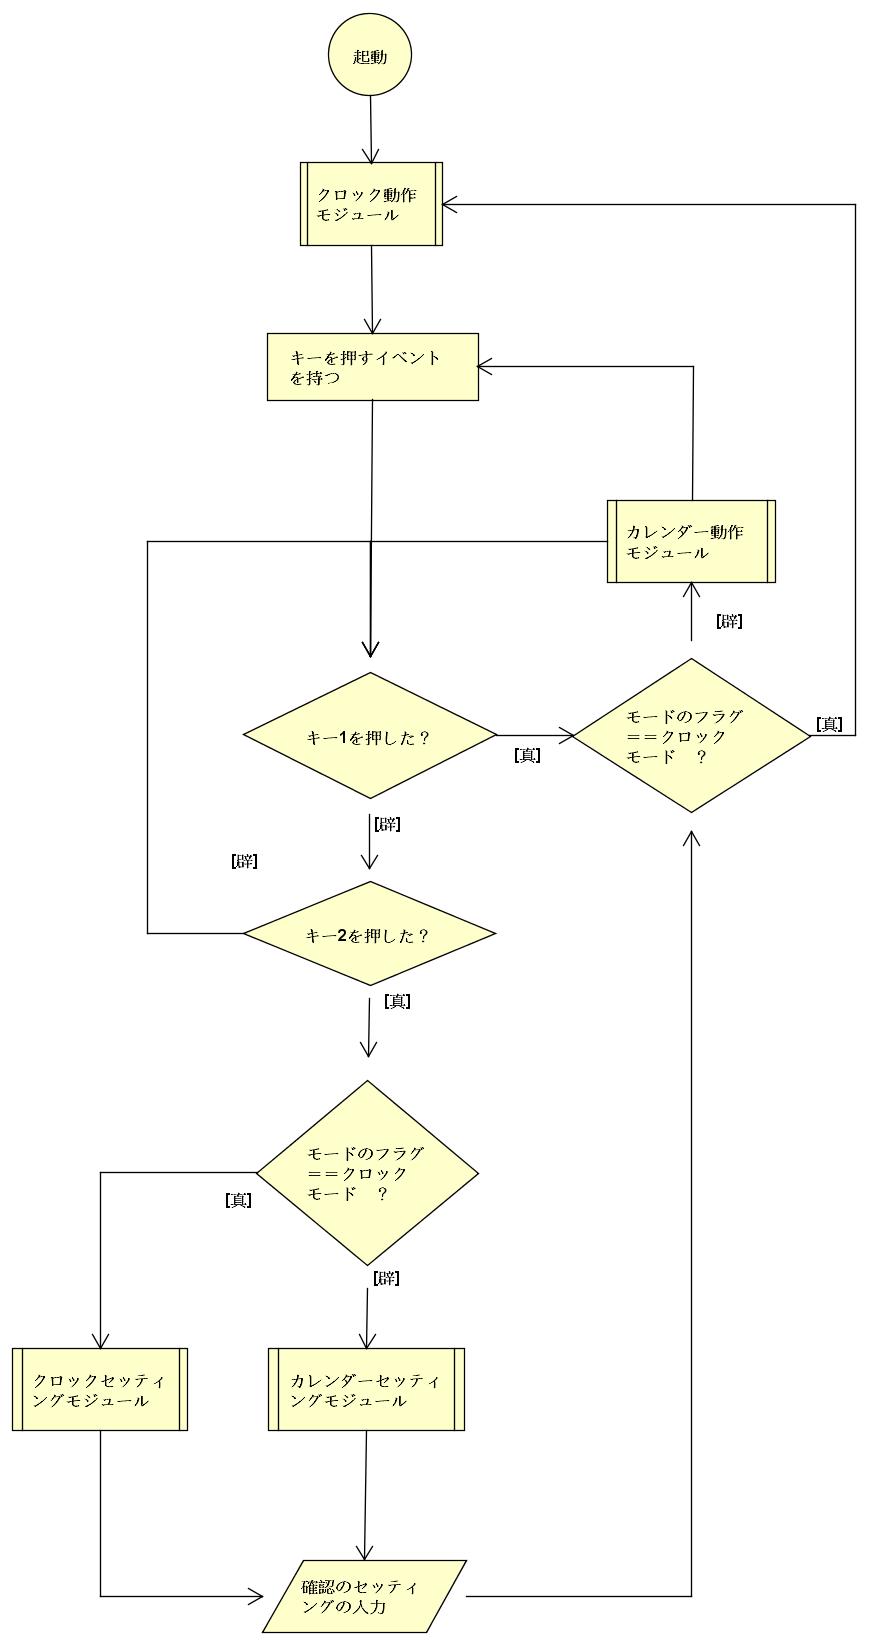 起動
クロック動作
モジュール
キーを押すイベント
を持つ
カレンダー動作
モジュール
[辟]
キー1を押した？
[真]
モードのフラグ
＝＝クロック
モード　？
[真]
[辟]
[辟]
キー2を押した？
[真]
モードのフラグ
＝＝クロック
モード　？
[真]
[辟]
クロックセッティ
ングモジュール
カレンダーセッティ
ングモジュール
確認のセッティ
ングの入力